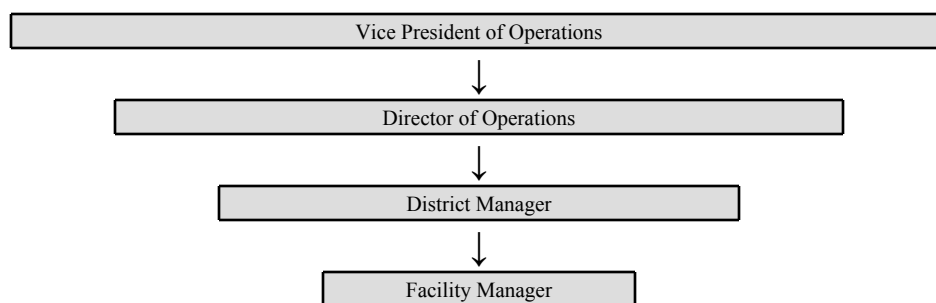 Vice President of Operations
Director of Operations
District Manager
Facility Manager